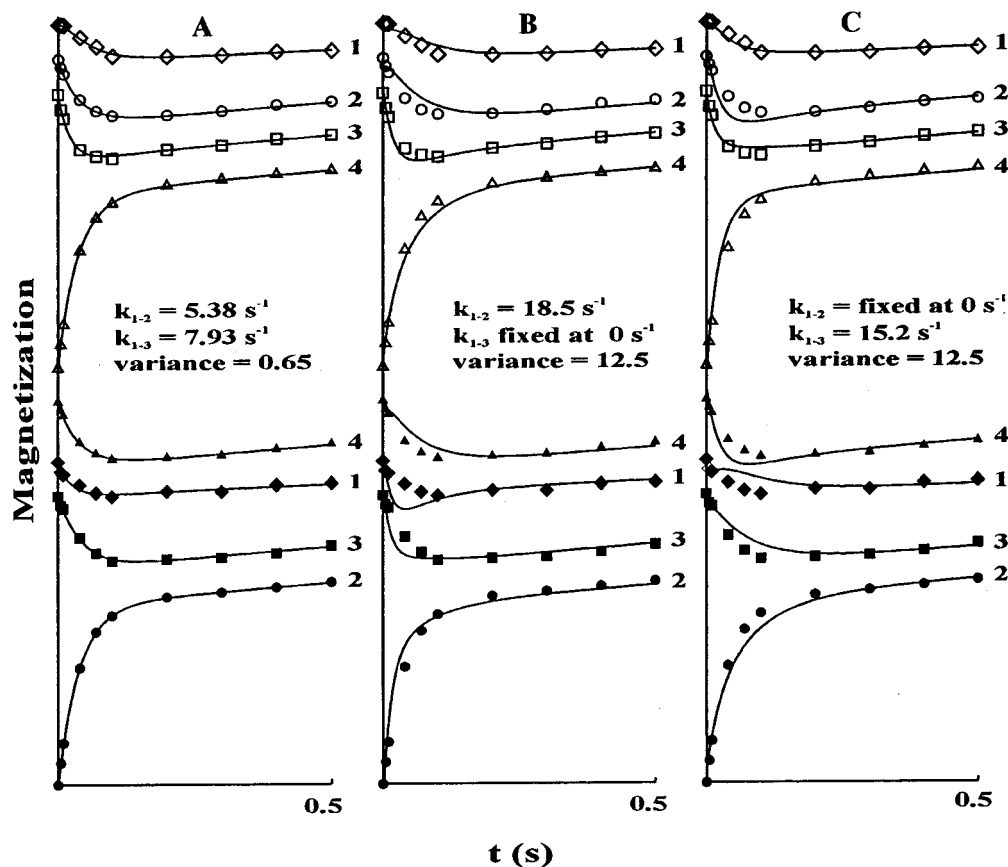 A
B
C
1
2
3
4
k₁₋₂ = 5.38 s⁻¹
k₁₋₃ = 7.93 s⁻¹
variance = 0.65
4
1
3
2
0.5
1
2
3
4
k₁₋₂ = 18.5 s⁻¹
k₁₋₃ fixed at 0 s⁻¹
variance = 12.5
4
1
3
2
0.5
1
2
3
4
k₁₋₂ = fixed at 0 s⁻¹
k₁₋₃ = 15.2 s⁻¹
variance = 12.5
4
1
3
2
0.5
Magnetization
t (s)